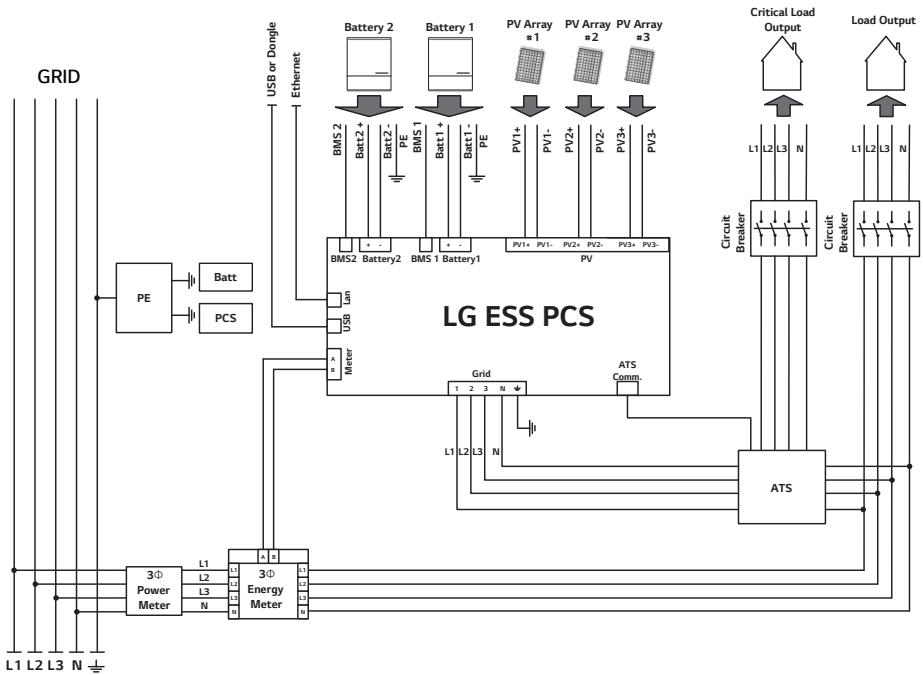 Critical Load
Output
Load Output
Battery 2
Battery 1
PV Array
#1
PV Array
#2
PV Array
#3
GRID
USB or Dongle
Ethernet
BMS 2
Batt2 +
Batt2 -
PE
BMS 1
Batt1 +
Batt1 -
PE
PV1+
PV1-
PV2+
PV2-
PV3+
PV3-
L1 L2 L3 N
L1 L2 L3 N
Circuit
Breaker
Circuit
Breaker
+ -
+ -
PV1+ PV1- PV2+ PV2- PV3+ PV3-
BMS2 Battery2 BMS 1 Battery1 PV
PE
Batt
PCS
Lan
USB
Meter
A
B
LG ESS PCS
Grid
1 2 3 N
ATS
Comm.
L1 L2 L3 N
ATS
A B
3Φ
Power
Meter
L1
L2
L3
N
L1
L2
L3
N
3Φ
Energy
Meter
L1
L2
L3
N
L1 L2 L3 N